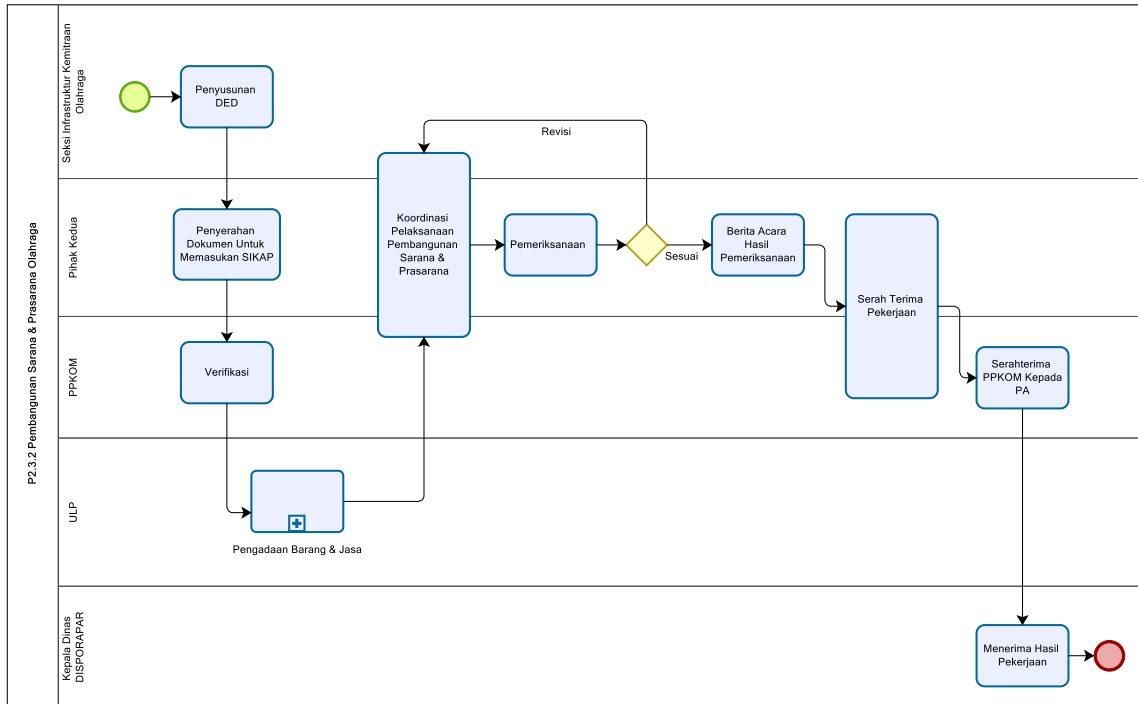 P2.3.2 Pembangunan Sarana & Prasarana Olahraga
Seksi Infrastruktur Kemitraan
Olahraga
Penyusunan
DED
Revisi
Pihak Kedua
Penyerahan
Dokumen Untuk
Memasukan SIKAP
Koordinasi
Pelaksanaan
Pembangunan
Sarana &
Prasarana
Pemeriksanaan
Sesuai
Berita Acara
Hasil
Pemeriksanaan
Serah Terima
Pekerjaan
PPKOM
Verifikasi
Serahterima
PPKOM Kepada
PA
ULP
Pengadaan Barang & Jasa
Kepala Dinas
DISPORAPAR
Menerima Hasil
Pekerjaan